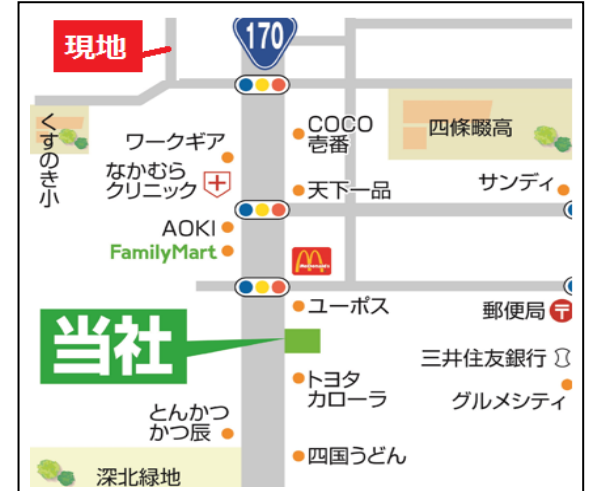 170
現地
COCO
壱番
四條畷高
くすのき小
ワークギア
なかむら
クリニック
天下一品
サンディ
AOKI
FamilyMart
McDonald's
ユーポス
郵便局
〒
当社
三井住友銀行
トヨタ
カローラ
グルメシティ
とんかつ
かつ辰
四国うどん
深北緑地